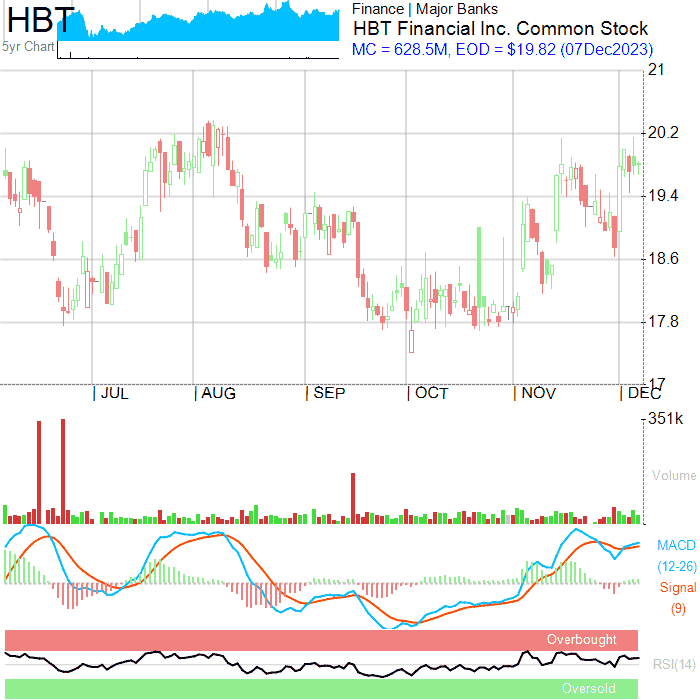 HBT
5yr Chart
Finance | Major Banks
HBT Financial Inc. Common Stock
MC = 628.5M, EOD = $19.82 (07Dec2023)
21
20.2
19.4
18.6
17.8
17
| JUL
| AUG
| SEP
| OCT
| NOV
| DEC
351k
Volume
MACD
(12-26)
Signal
(9)
Overbought
RSI(14)
Oversold